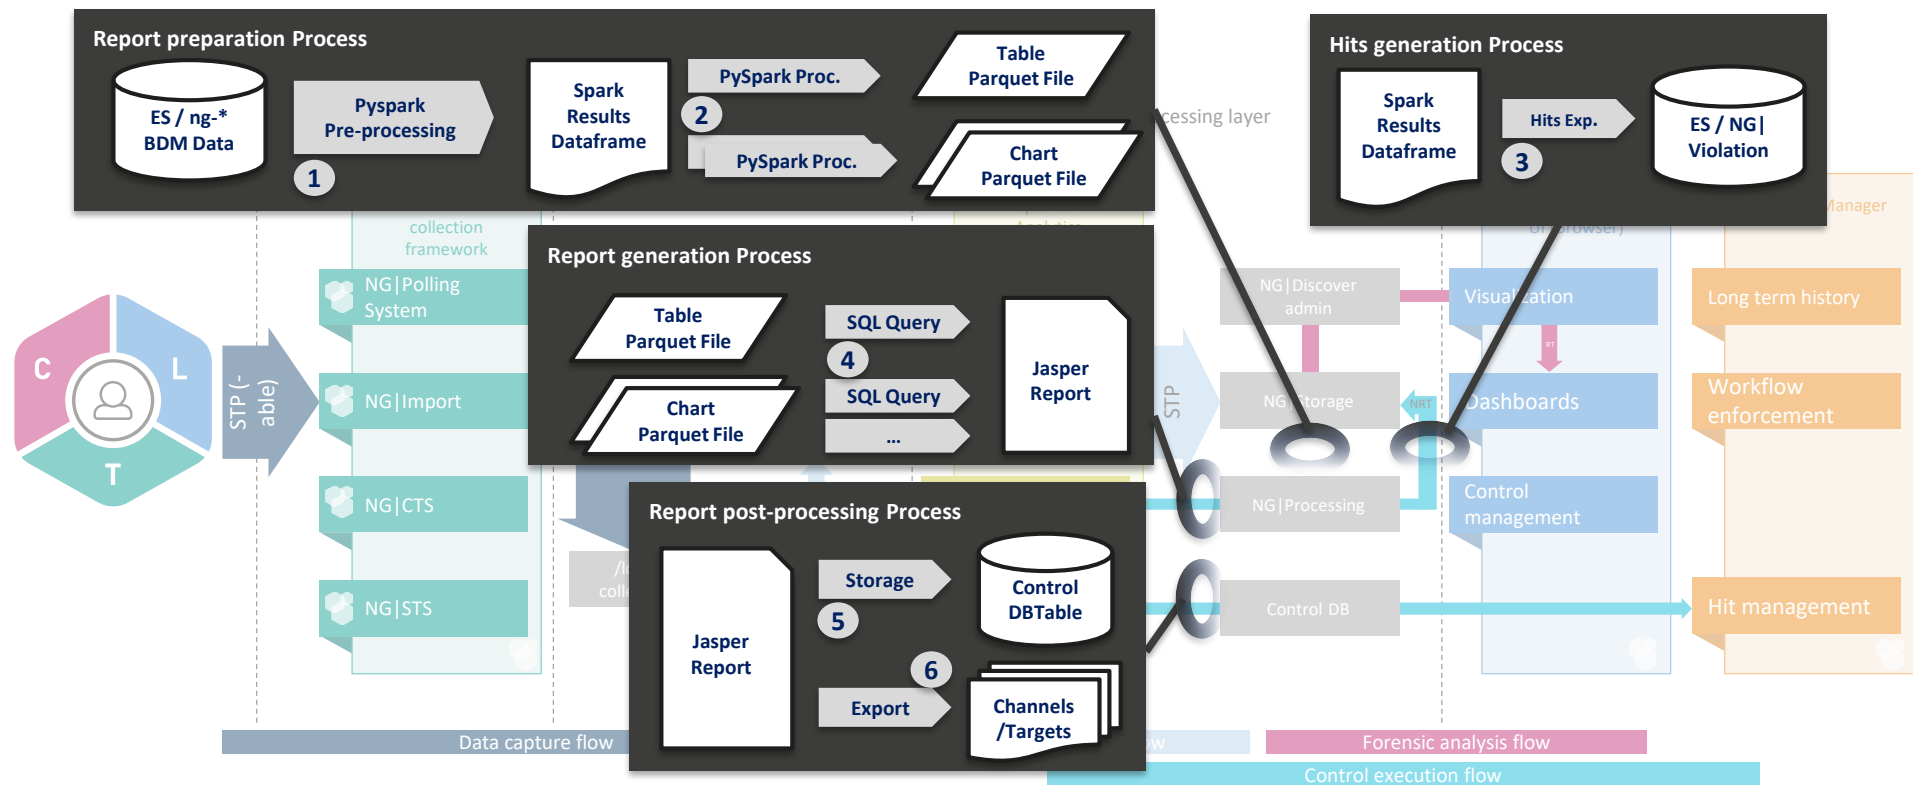 Report preparation Process
ES / ng-*
BDM Data
Pyspark
Pre-processing
1
Spark
Results
Dataframe
PySpark Proc.
2
PySpark Proc.
Table
Parquet File
Chart
Parquet File
cessing layer
Hits generation Process
Spark
Results
Dataframe
Hits Exp.
3
ES / NG|
Violation
collection
framework
Manager
Report generation Process
Table
Parquet File
Chart
Parquet File
SQL Query
4
SQL Query
...
Jasper
Report
C
L
T
STP (-
able)
NG|Polling
System
NG|Import
NG|CTS
NG|STS
STP
NG|Discover
admin
NG|Storage
NG|Processing
Control DB
NRT
Visualization
RT
Dashboards
Control
management
Long term history
Workflow
enforcement
Hit management
Report post-processing Process
Jasper
Report
Storage
5
Control
DBTable
6
Export
Channels
/Targets
Data capture flow
Forensic analysis flow
Control execution flow